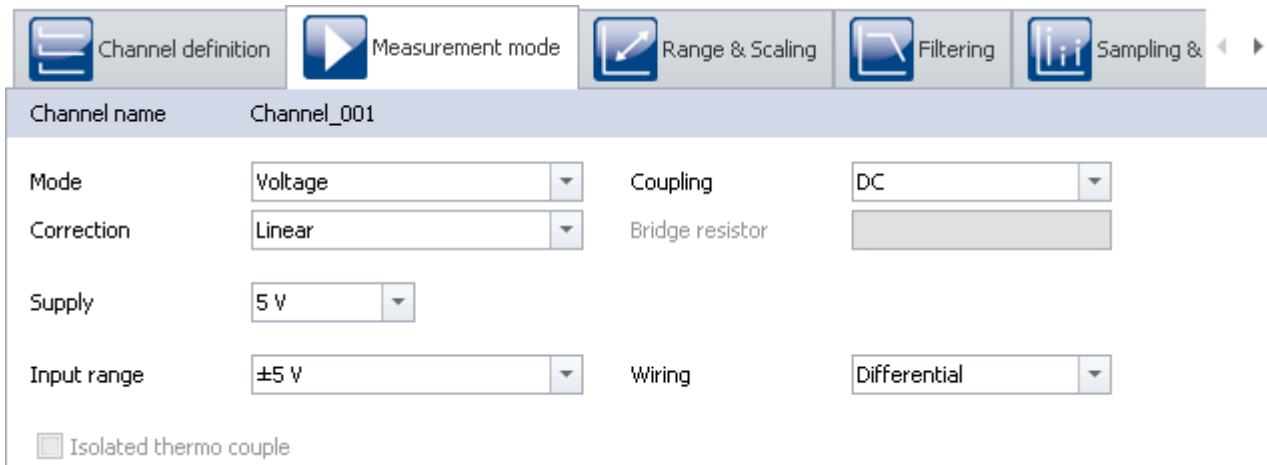 Channel definition Measurement mode Range & Scaling Filtering Sampling &
Channel name Channel_001
Mode Voltage Coupling DC
Correction Linear Bridge resistor
Supply 5 V
Input range ±5 V Wiring Differential
Isolated thermo couple